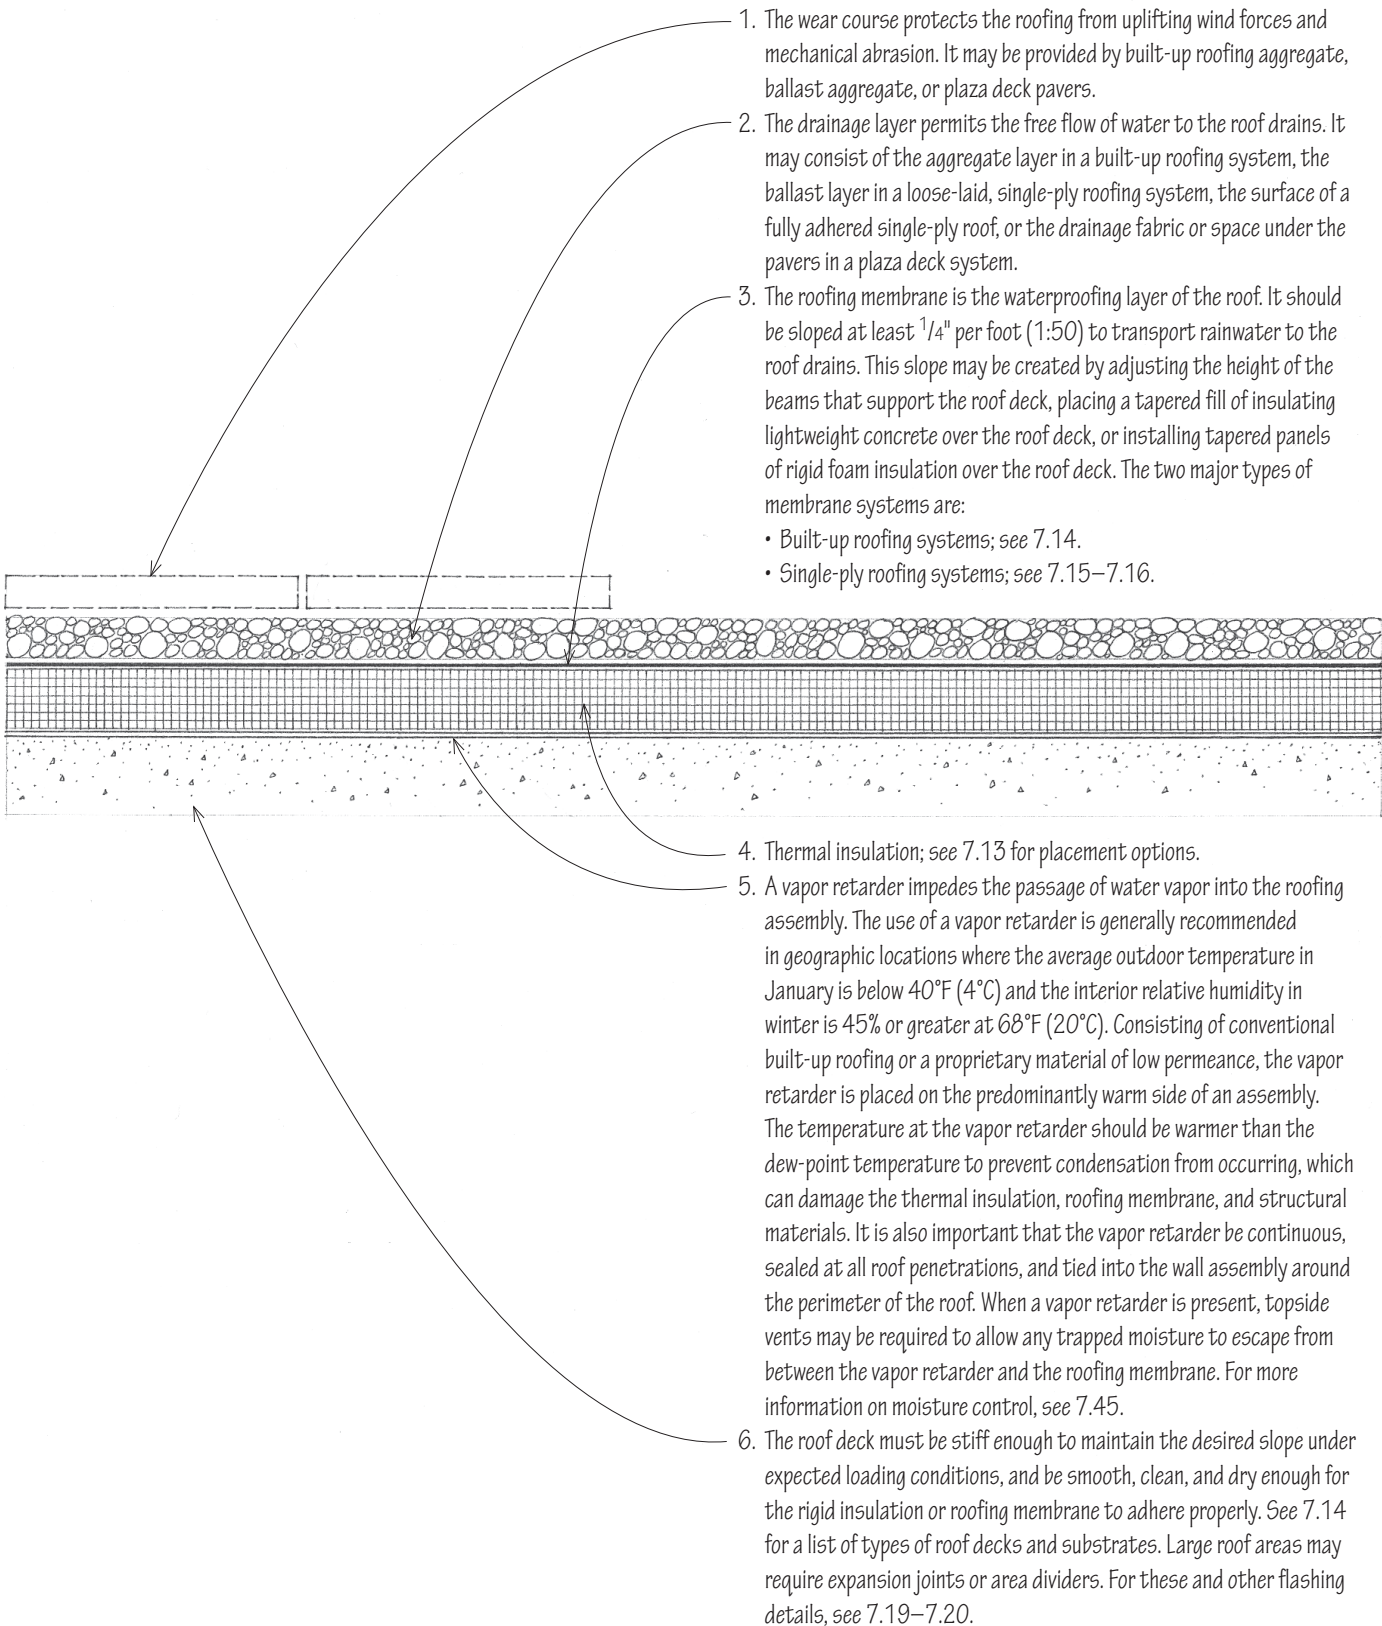 1. The wear course protects the roofing from uplifting wind forces and
mechanical abrasion. It may be provided by built-up roofing aggregate,
ballast aggregate, or plaza deck pavers.
2. The drainage layer permits the free flow of water to the roof drains. It
may consist of the aggregate layer in a built-up roofing system, the
ballast layer in a loose-laid, single-ply roofing system, the surface of a
fully adhered single-ply roof, or the drainage fabric or space under the
pavers in a plaza deck system.
3. The roofing membrane is the waterproofing layer of the roof. It should
be sloped at least 1/4" per foot (1:50) to transport rainwater to the
roof drains. This slope may be created by adjusting the height of the
beams that support the roof deck, placing a tapered fill of insulating
lightweight concrete over the roof deck, or installing tapered panels
of rigid foam insulation over the roof deck. The two major types of
membrane systems are:
• Built-up roofing systems; see 7.14.
• Single-ply roofing systems; see 7.15–7.16.
4. Thermal insulation; see 7.13 for placement options.
5. A vapor retarder impedes the passage of water vapor into the roofing
assembly. The use of a vapor retarder is generally recommended
in geographic locations where the average outdoor temperature in
January is below 40°F (4°C) and the interior relative humidity in
winter is 45% or greater at 68°F (20°C). Consisting of conventional
built-up roofing or a proprietary material of low permeance, the vapor
retarder is placed on the predominantly warm side of an assembly.
The temperature at the vapor retarder should be warmer than the
dew-point temperature to prevent condensation from occurring, which
can damage the thermal insulation, roofing membrane, and structural
materials. It is also important that the vapor retarder be continuous,
sealed at all roof penetrations, and tied into the wall assembly around
the perimeter of the roof. When a vapor retarder is present, topside
vents may be required to allow any trapped moisture to escape from
between the vapor retarder and the roofing membrane. For more
information on moisture control, see 7.45.
6. The roof deck must be stiff enough to maintain the desired slope under
expected loading conditions, and be smooth, clean, and dry enough for
the rigid insulation or roofing membrane to adhere properly. See 7.14
for a list of types of roof decks and substrates. Large roof areas may
require expansion joints or area dividers. For these and other flashing
details, see 7.19–7.20.